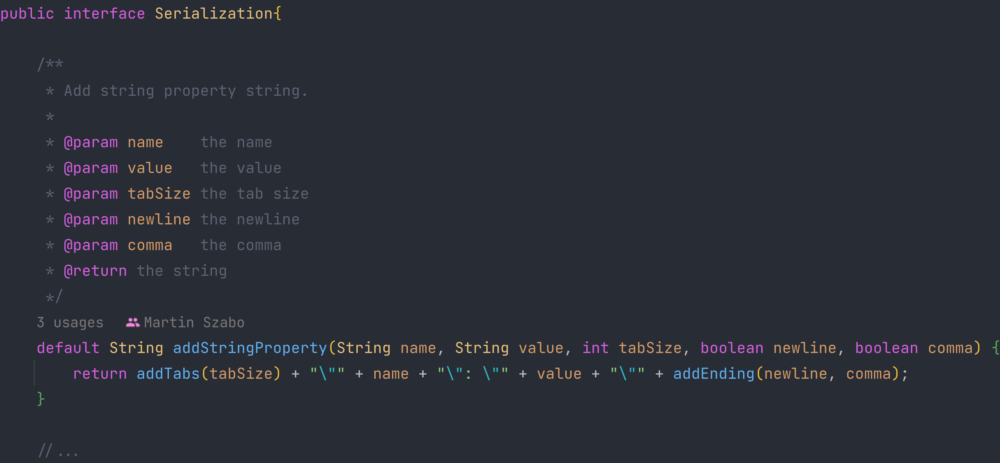 public interface Serialization{
/**
* Add string property string.
*
* @param name    the name
* @param value   the value
* @param tabSize the tab size
* @param newline the newline
* @param comma   the comma
* @return the string
*/
3 usages Martin Szabo
default String addStringProperty(String name, String value, int tabSize, boolean newline, boolean comma) {
return addTabs(tabSize) + "\"" + name + "\": \"" + value + "\"" + addEnding(newline, comma);
}
//...